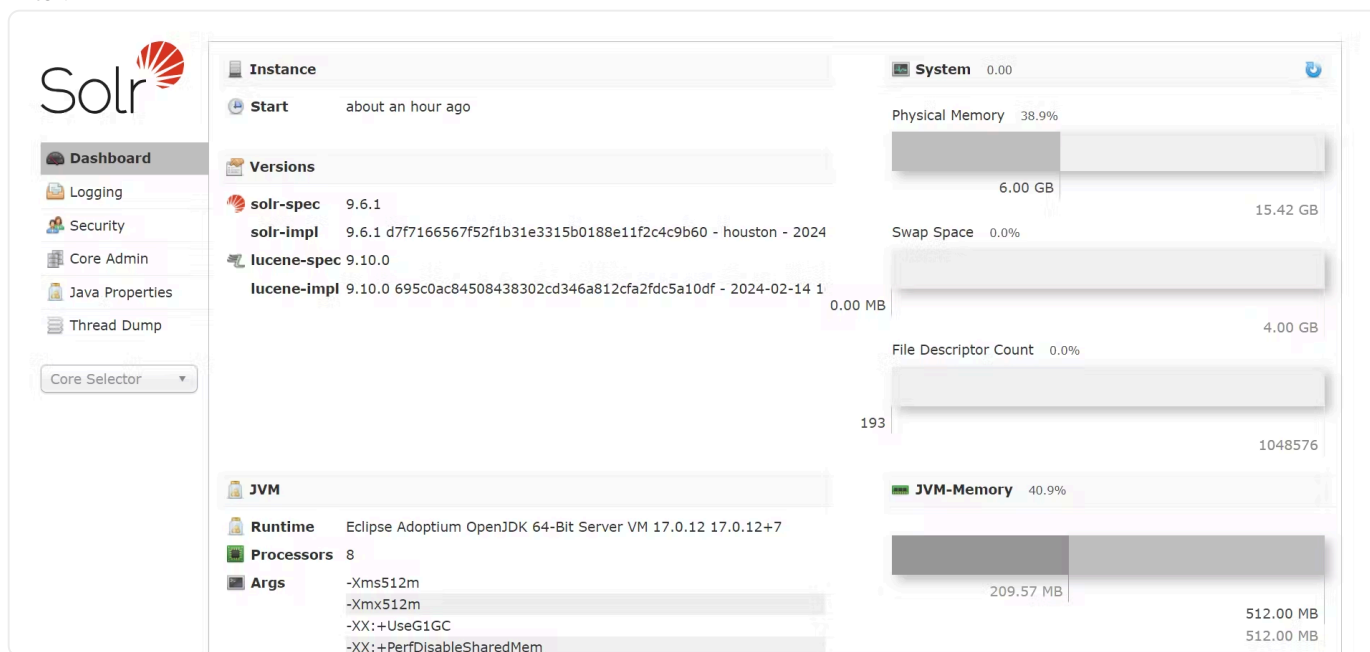 Solr
Dashboard
Logging
Security
Core Admin
Java Properties
Thread Dump
Core Selector
Instance
Start about an hour ago
Versions
solr-spec 9.6.1
solr-impl 9.6.1 d7f7166567f52f1b31e3315b0188e11f2c4c9b60 - houston - 2024
lucene-spec 9.10.0
lucene-impl 9.10.0 695c0ac84508438302cd346a812cfa2fdc5a10df - 2024-02-14 1
JVM
Runtime Eclipse Adoptium OpenJDK 64-Bit Server VM 17.0.12 17.0.12+7
Processors 8
Args -Xms512m
-Xmx512m
-XX:+UseG1GC
-XX:+PerfDisableSharedMem
System 0.00
Physical Memory 38.9%
6.00 GB
15.42 GB
Swap Space 0.0%
0.00 MB
4.00 GB
File Descriptor Count 0.0%
193
1048576
JVM-Memory 40.9%
209.57 MB
512.00 MB
512.00 MB